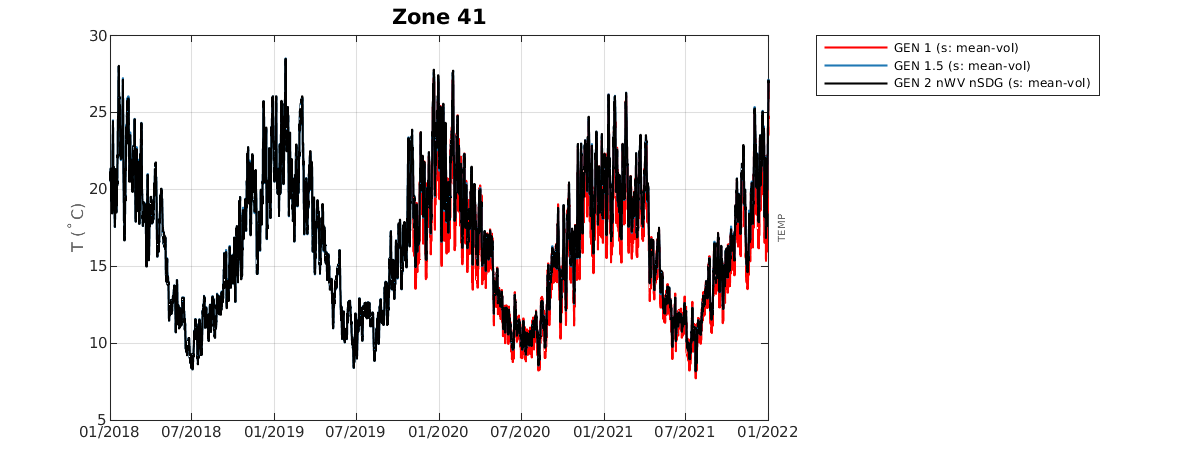 Zone 41
GEN 1 (s: mean-vol)
GEN 1.5 (s: mean-vol)
GEN 2 nWV nSDG (s: mean-vol)
30
25
20
15
10
5
T (°C)
TEMP
01/2018 07/2018 01/2019 07/2019 01/2020 07/2020 01/2021 07/2021 01/2022